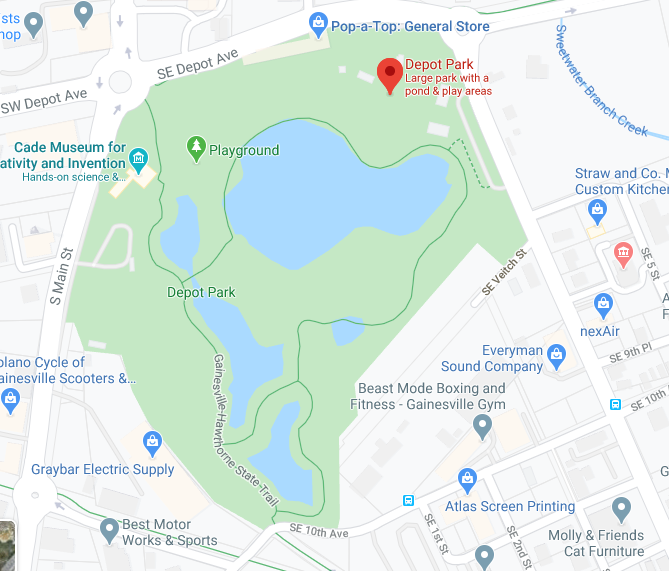 sts
hop
Pop-a-Top: General Store
SE Depot Ave
SW Depot Ave
Depot Park
Large park with a
pond & play areas
Sweetwater Branch Creek
Cade Museum for
ativity and Invention
Hands-on science &...
Playground
Straw and Co. M
Custom Kitchen
SE 5 St
S Main St
Depot Park
SE Veitch St
A
F
nexAir
Everyman
Sound Company
SE 9th Pl
olano Cycle of
ainesville Scooters &...
Gainesville-Hawthorne State Trail
Beast Mode Boxing and
Fitness - Gainesville Gym
SE 10th A
Graybar Electric Supply
G
Atlas Screen Printing
Best Motor
Works & Sports
SE 10th Ave
SE 1st St
SE 2nd St
Molly & Friends
Cat Furniture